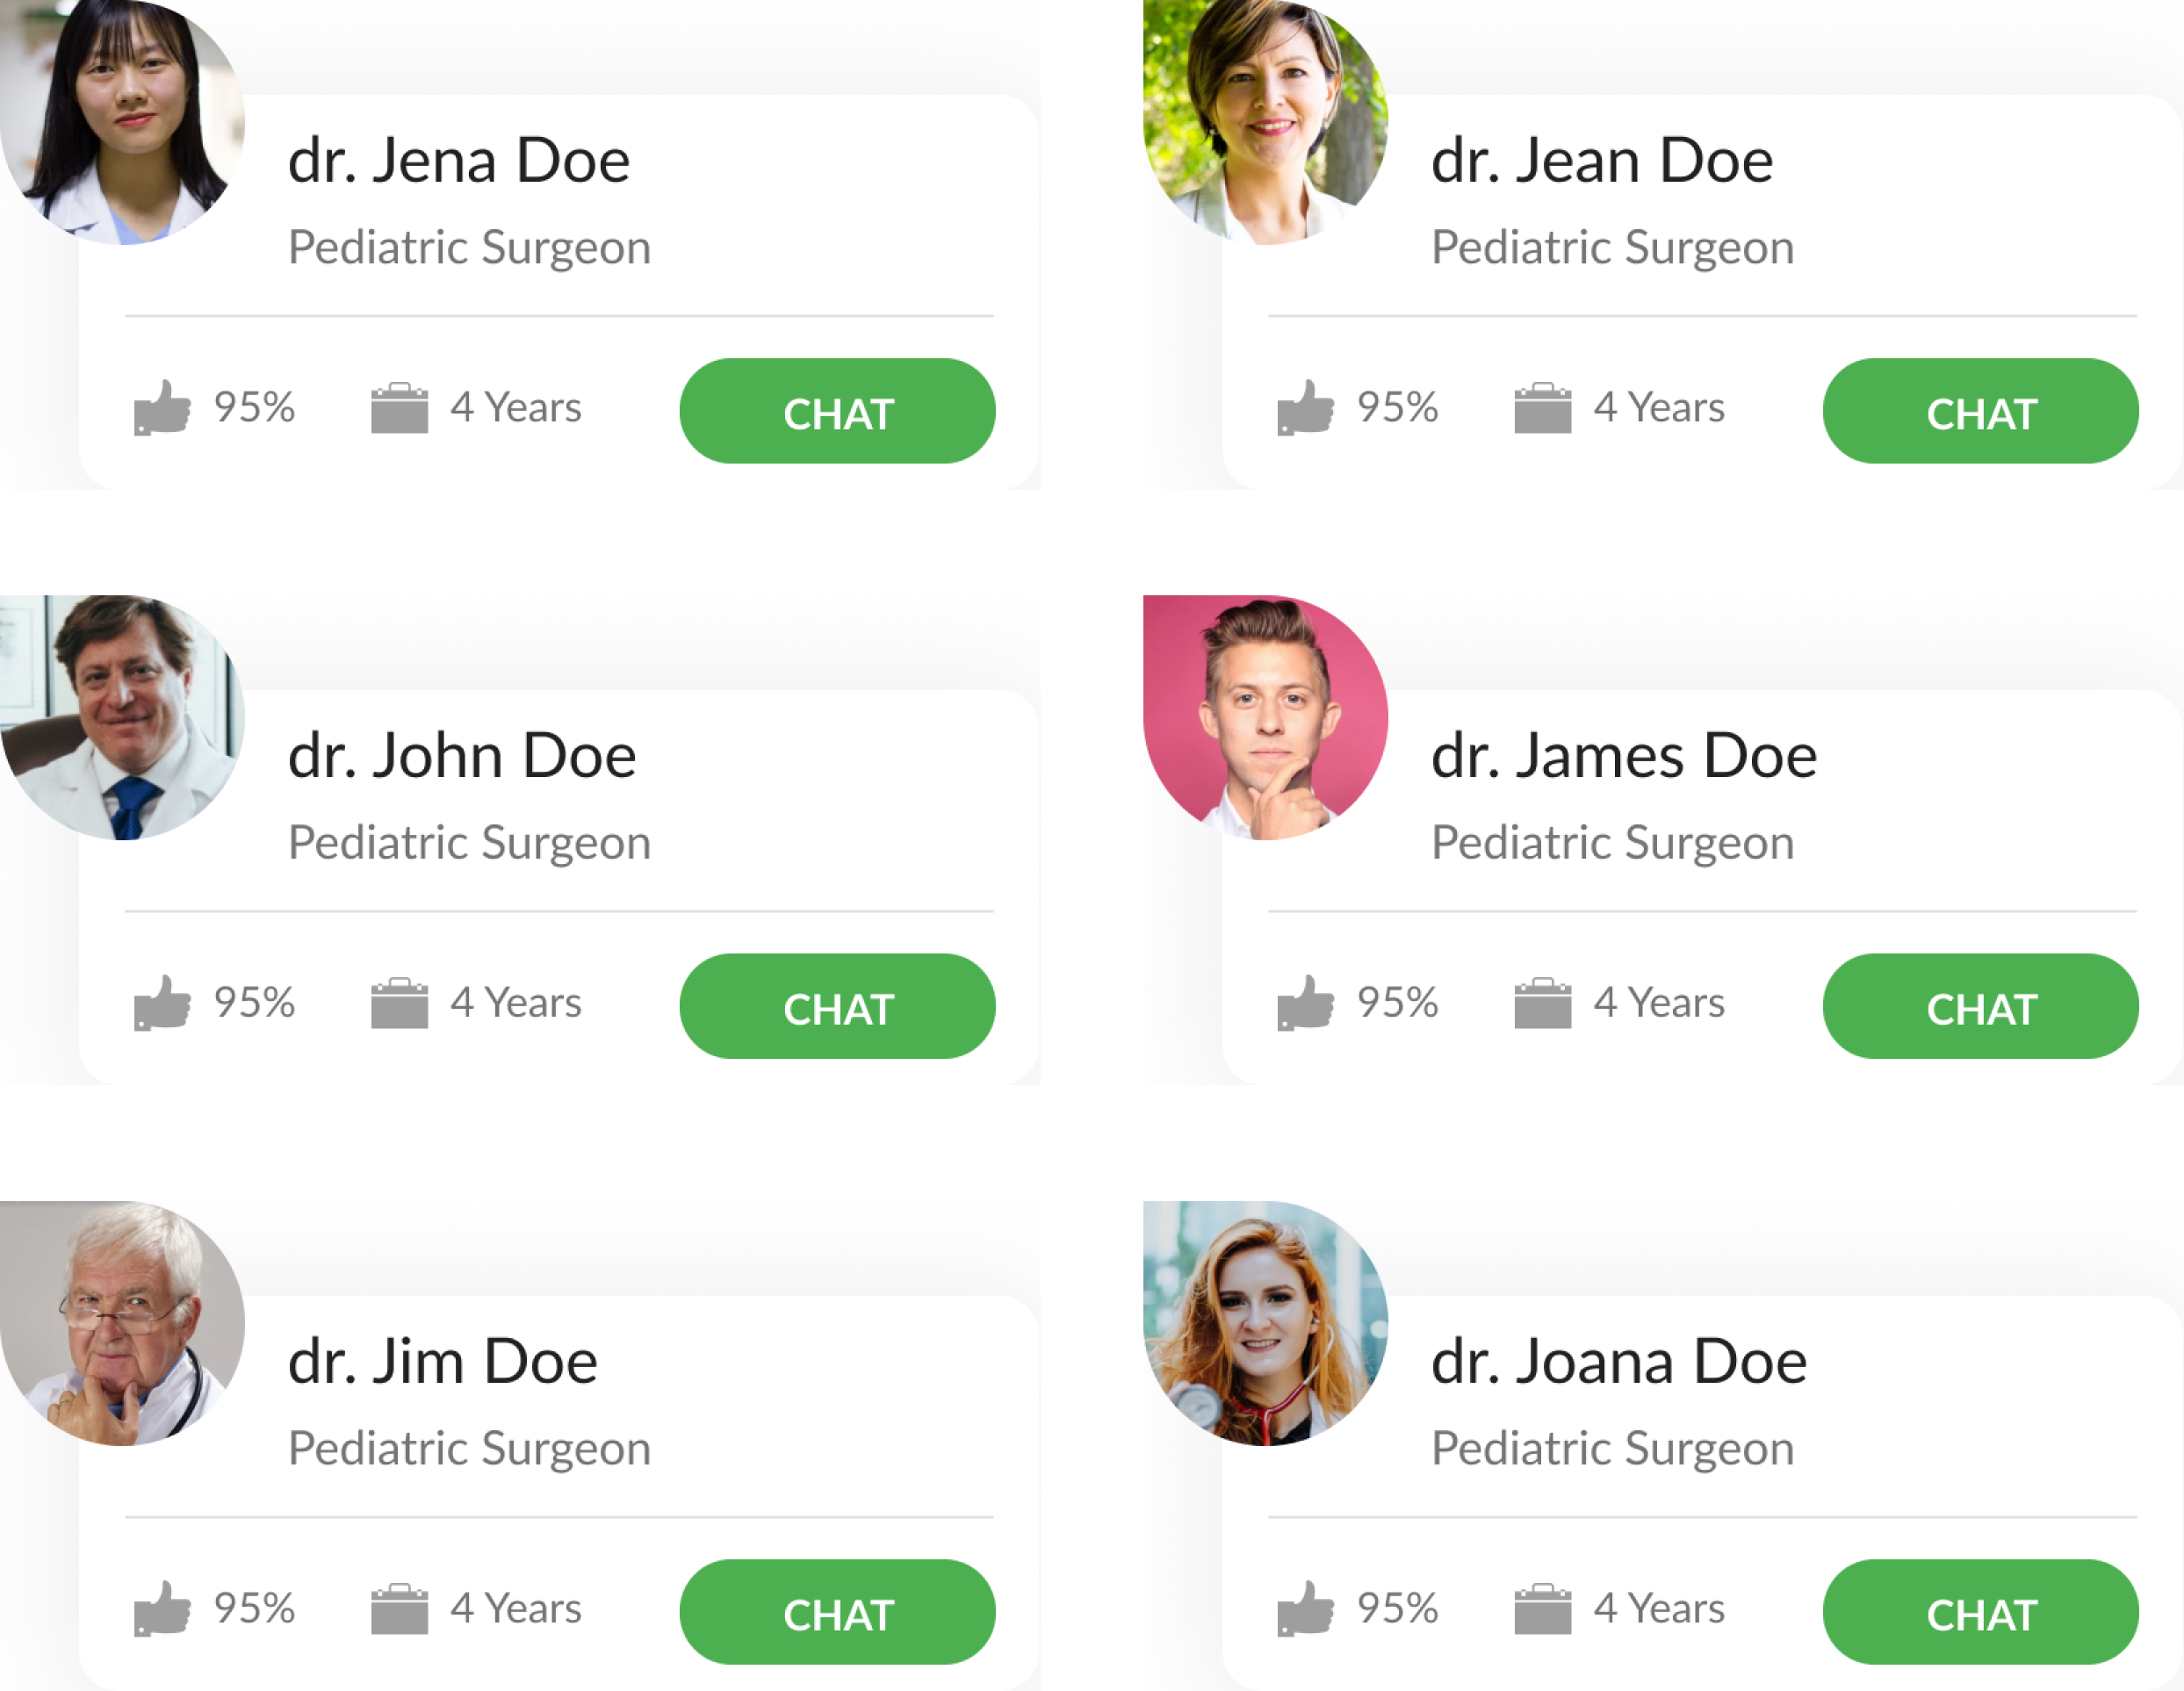 dr. Jena Doe
Pediatric Surgeon
95%
4 Years
CHAT
dr. Jean Doe
Pediatric Surgeon
95%
4 Years
CHAT
dr. John Doe
Pediatric Surgeon
95%
4 Years
CHAT
dr. James Doe
Pediatric Surgeon
95%
4 Years
CHAT
dr. Jim Doe
Pediatric Surgeon
95%
4 Years
CHAT
dr. Joana Doe
Pediatric Surgeon
95%
4 Years
CHAT